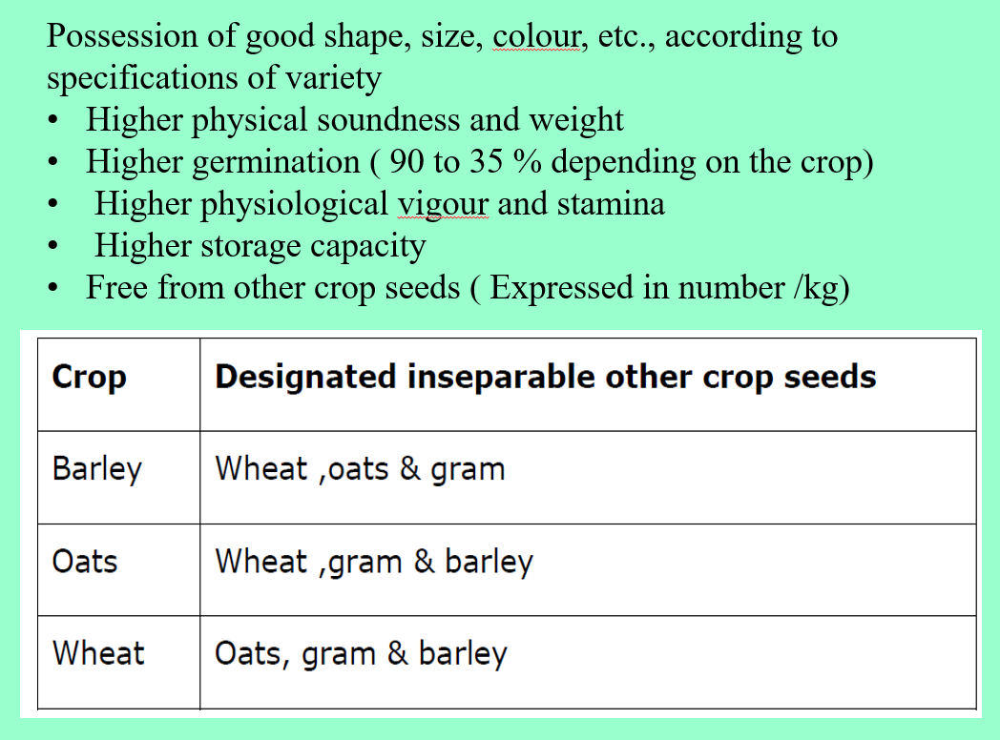 Possession of good shape, size, colour, etc., according to
specifications of variety
• Higher physical soundness and weight
• Higher germination ( 90 to 35 % depending on the crop)
• Higher physiological vigour and stamina
• Higher storage capacity
• Free from other crop seeds ( Expressed in number /kg)
Crop Designated inseparable other crop seeds
Barley Wheat ,oats & gram
Oats Wheat ,gram & barley
Wheat Oats, gram & barley